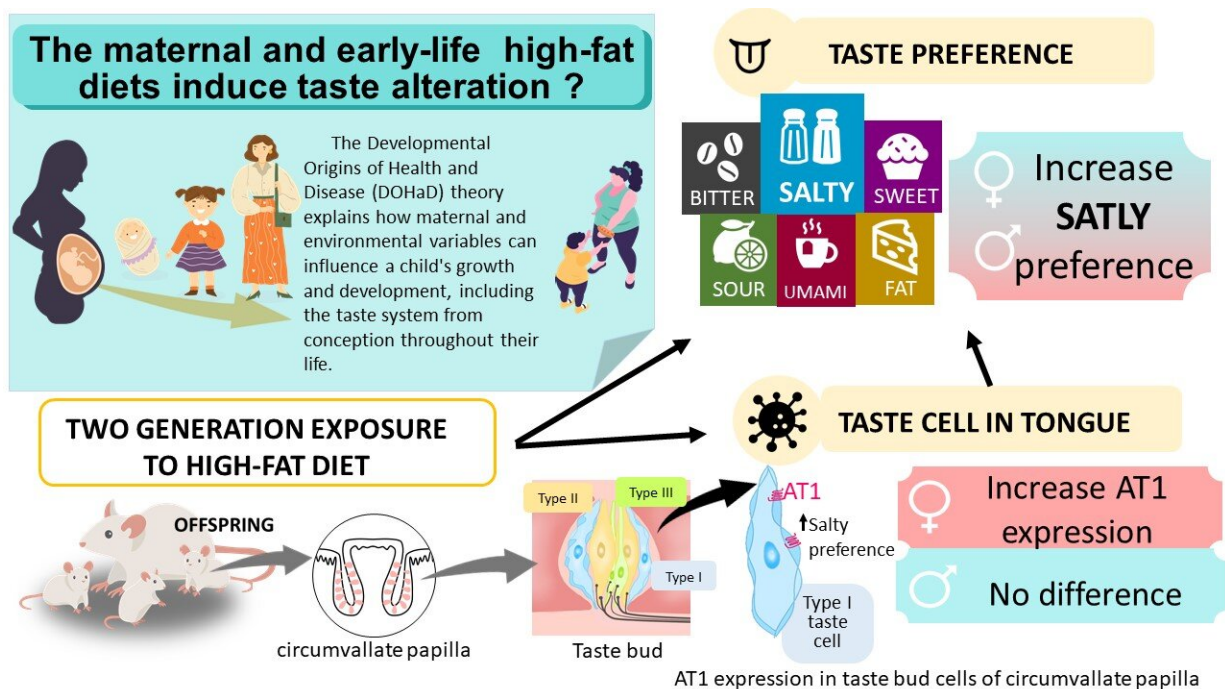 The maternal and early-life high-fat
diets induce taste alteration ?
The Developmental
Origins of Health and
Disease (DOHaD) theory
explains how maternal and
environmental variables can
influence a child's growth
and development, including
the taste system from
conception throughout their
life.
TASTE PREFERENCE
BITTER
SALTY
SWEET
SOUR
UMAMI
FAT
Increase
SATLY
preference
TWO GENERATION EXPOSURE
TO HIGH-FAT DIET
OFFSPRING
circumvallate papilla
Type II
Type III
Type I
Taste bud
TASTE CELL IN TONGUE
AT1
Salty
preference
Type I
taste
cell
Increase AT1
expression
No difference
AT1 expression in taste bud cells of circumvallate papilla